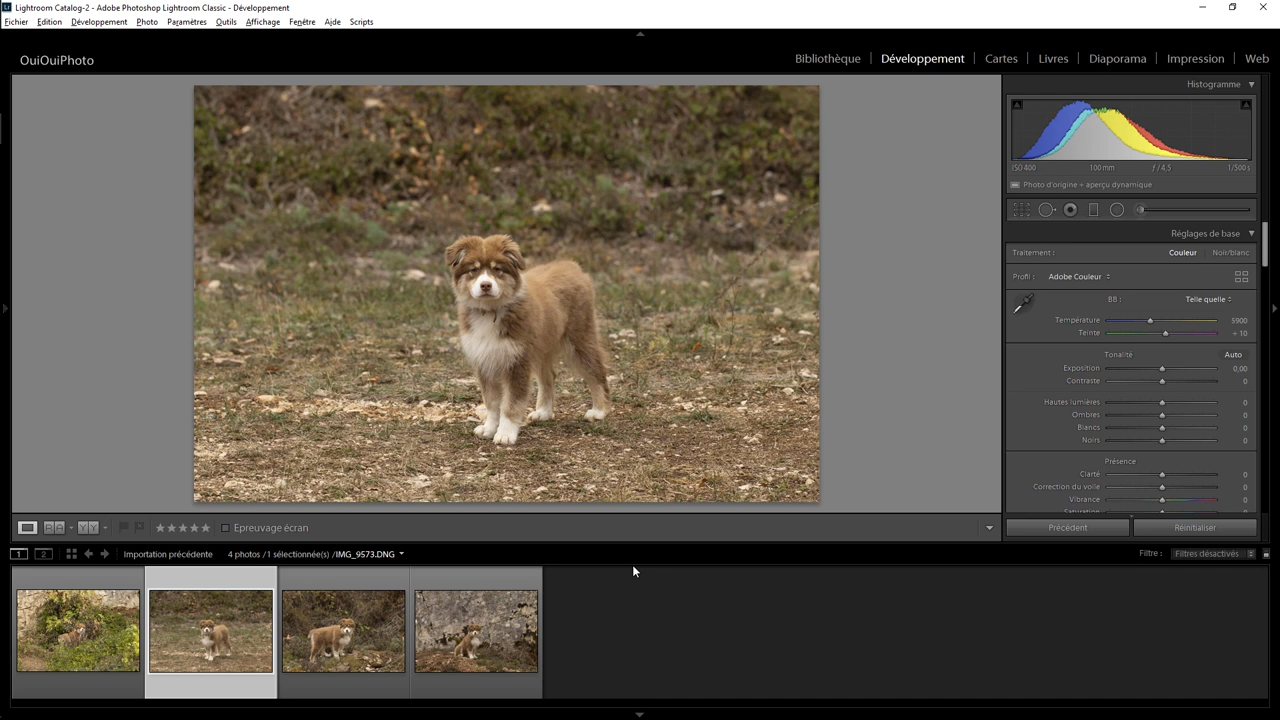 Lightroom Catalog-2 - Adobe Photoshop Lightroom Classic - Développement
Fichier Edition Développement Photo Paramètres Outils Affichage Fenêtre Aide Scripts
OuiOuiPhoto
Bibliothèque | Développement | Cartes | Livres | Diaporama | Impression | Web
Histogramme
ISO 400 100 mm ƒ / 4,5 1/500 s
Photo d'origine + aperçu dynamique
Réglages de base
Traitement : Couleur Noir/blanc
Profil : Adobe Couleur
BB : Telle quelle
Température 5900
Teinte + 10
Tonalité Auto
Exposition 0,00
Contraste 0
Hautes lumières 0
Ombres 0
Blancs 0
Noirs 0
Présence
Clarté 0
Correction du voile 0
Vibrance 0
Saturation
Précédent Réinitialiser
R A Y Y Epreuvage écran
1 2 Importation précédente 4 photos /1 sélectionnée(s) /IMG_9573.DNG Filtre : Filtres désactivés